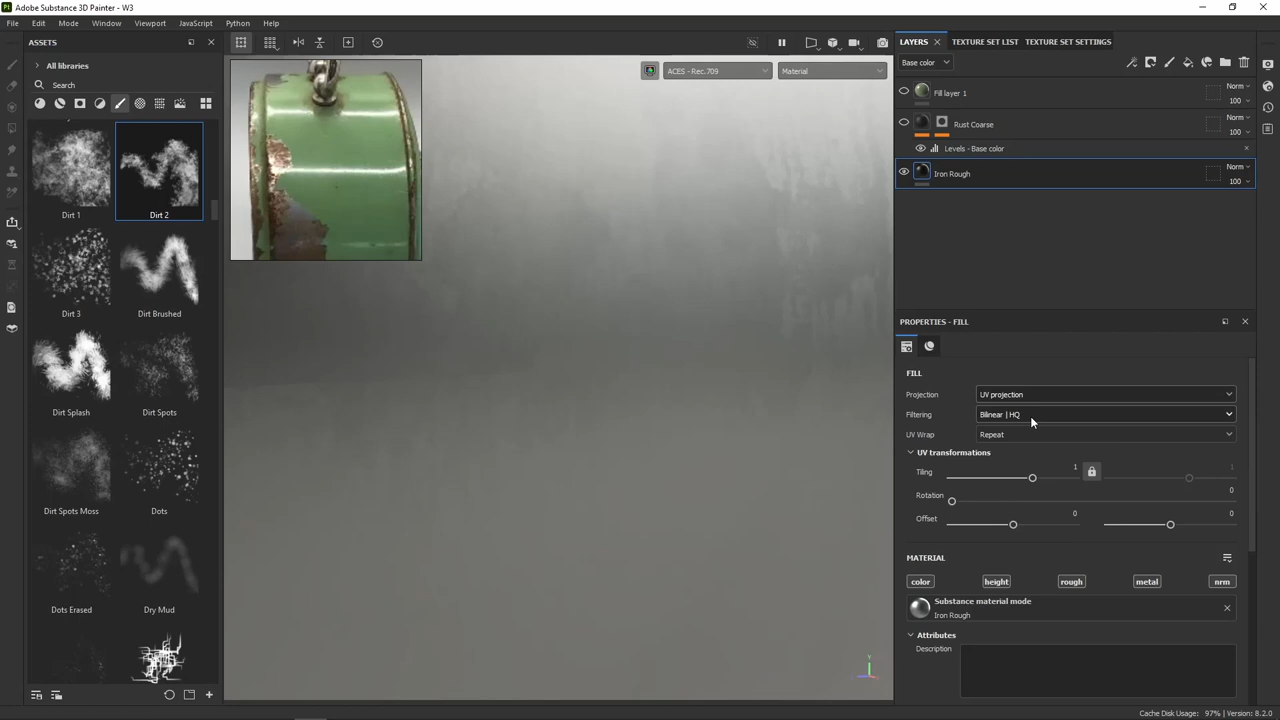 Pt Adobe Substance 3D Painter - W3
File Edit Mode Window Viewport JavaScript Python Help
ASSETS
All libraries
Search
Dirt 1 Dirt 2
Dirt 3 Dirt Brushed
Dirt Splash Dirt Spots
Dirt Spots Moss Dots
Dots Erased Dry Mud
ACES - Rec.709 Material
Y
LAYERS TEXTURE SET LIST TEXTURE SET SETTINGS
Base color
Fill layer 1 Norm
100
Rust Coarse Norm
100
Levels - Base color
Iron Rough Norm
100
PROPERTIES - FILL
FILL
Projection UV projection
Filtering Bilinear | HQ
UV Wrap Repeat
UV transformations
Tiling 1 1
Rotation 0
Offset 0 0
MATERIAL
color height rough metal nrm
Substance material mode
Iron Rough
Attributes
Description
Cache Disk Usage: 97% | Version: 8.2.0